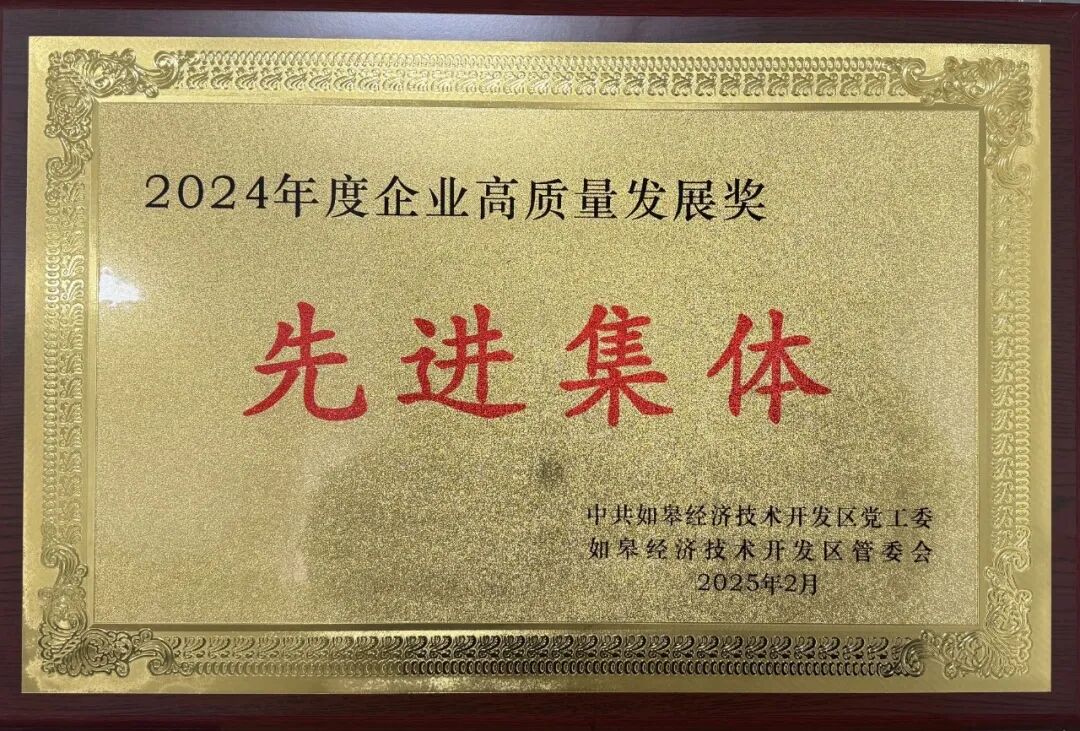 2024年度企业高质量发展奖
先进集体
中共如皋经济技术开发区党工委
如皋经济技术开发区管委会
2025年2月